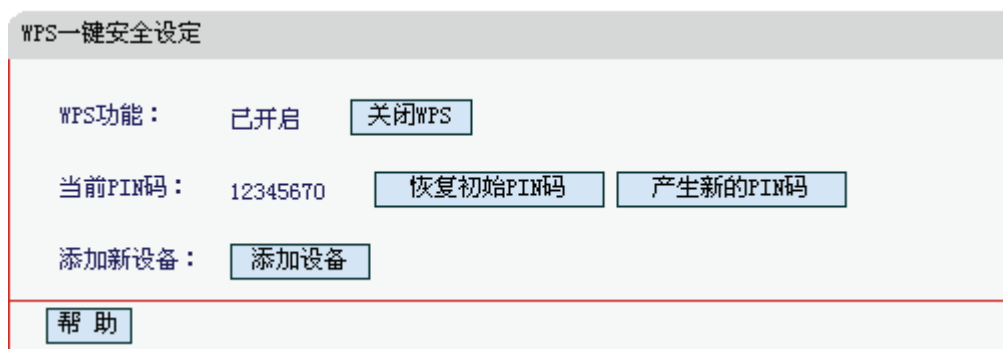 WPS一键安全设定
WPS功能： 已开启 关闭WPS
当前PIN码： 12345670 恢复初始PIN码 产生新的PIN码
添加新设备： 添加设备
帮 助